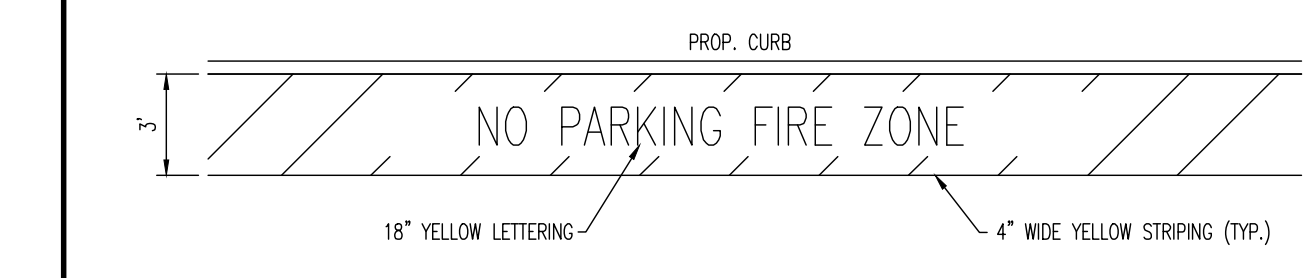 PROP. CURB
3'
NO PARKING FIRE ZONE
18" YELLOW LETTERING
4" WIDE YELLOW STRIPING (TYP.)